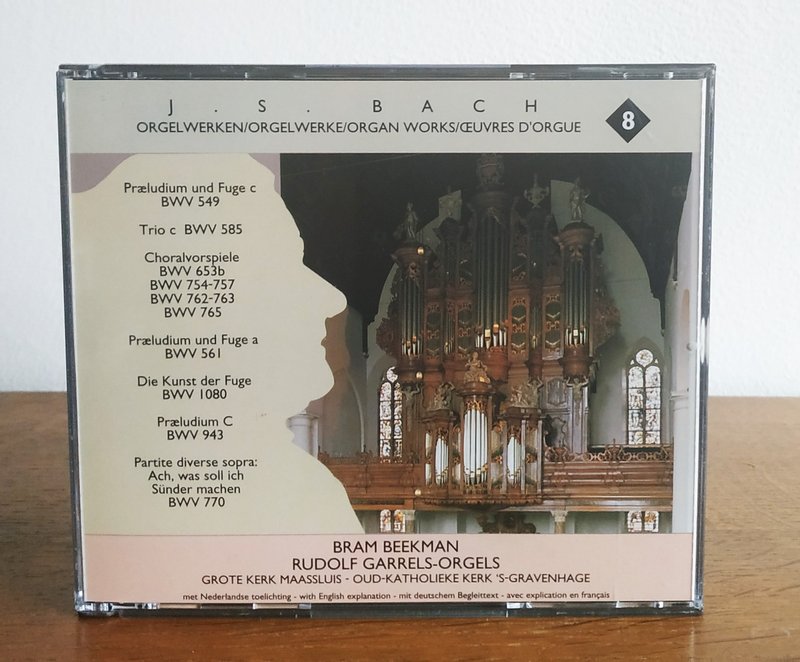 J . S . BACH
ORGELWERKEN/ORGELWERKE/ORGAN WORKS/ŒUVRES D'ORGUE
8
Præludium und Fuge c
BWV 549
Trio c BWV 585
Choralvorspiele
BWV 653b
BWV 754-757
BWV 762-763
BWV 765
Præludium und Fuge a
BWV 561
Die Kunst der Fuge
BWV 1080
Præludium C
BWV 943
Partite diverse sopra:
Ach, was soll ich
Sünder machen
BWV 770
BRAM BEEKMAN
RUDOLF GARRELS-ORGELS
GROTE KERK MAASSLUIS - OUD-KATHOLIEKE KERK 'S-GRAVENHAGE
met Nederlandse toelichting - with English explanation - mit deutschem Begleittext - avec explication en français